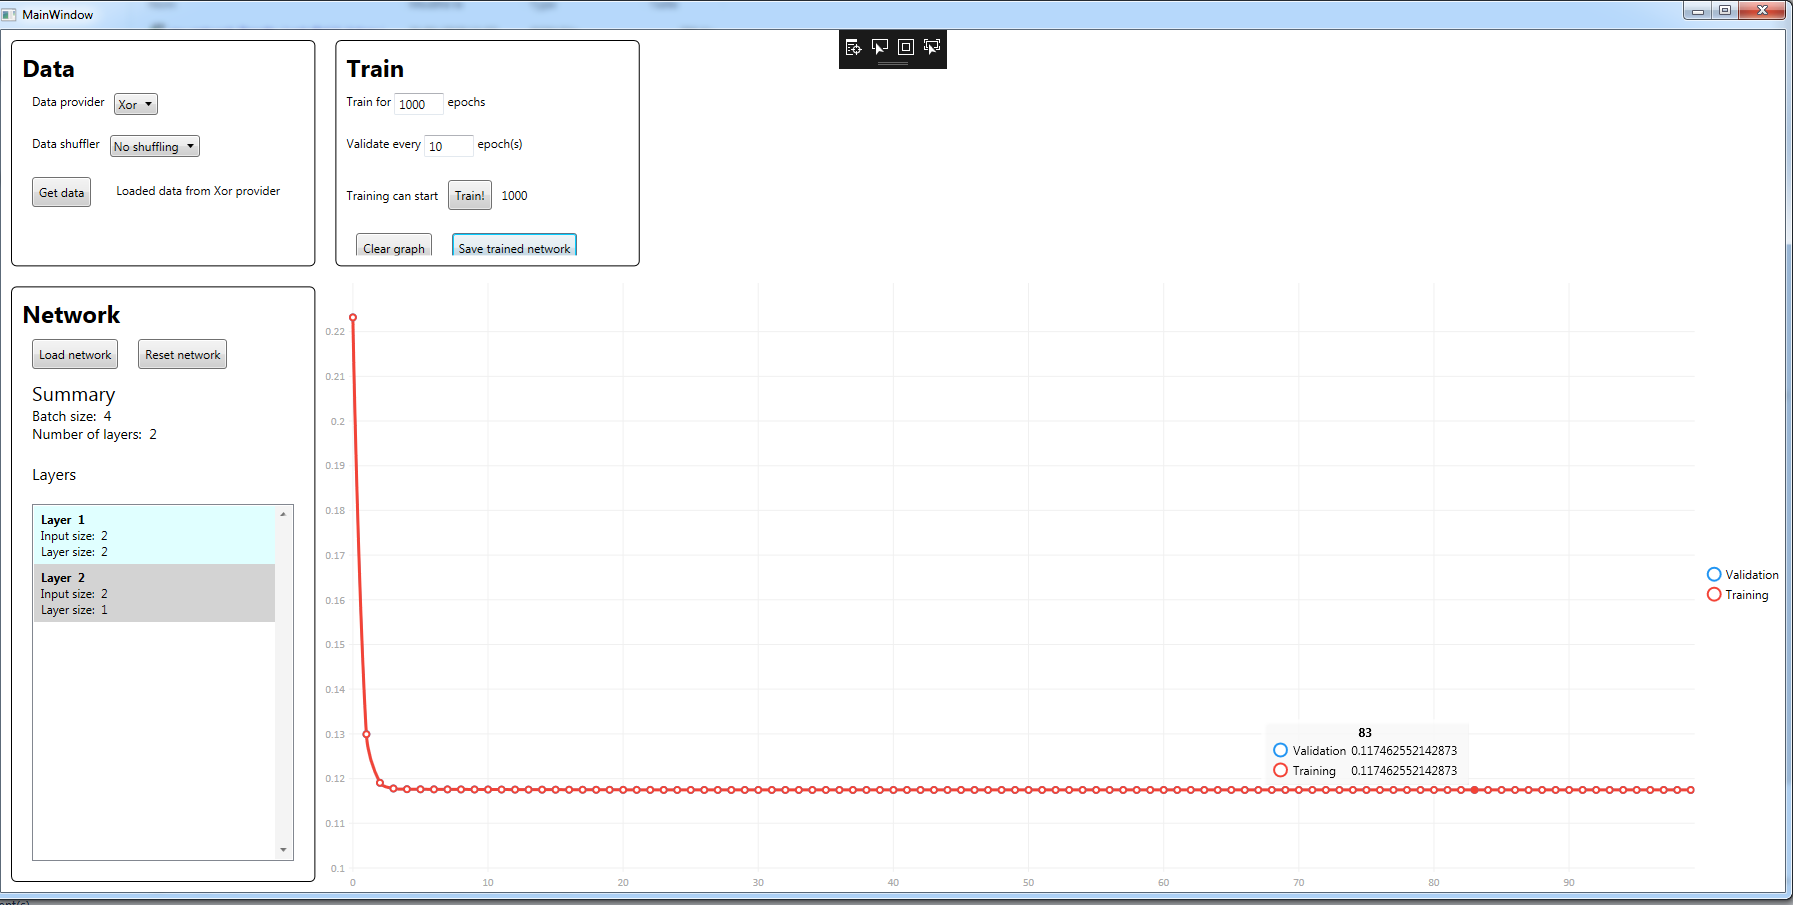 MainWindow
Data
Data provider Xor
Data shuffler No shuffling
Get data Loaded data from Xor provider
Train
Train for 1000 epochs
Validate every 10 epoch(s)
Training can start Train! 1000
Clear graph Save trained network
Network
Load network Reset network
Summary
Batch size: 4
Number of layers: 2
Layers
Layer 1
Input size: 2
Layer size: 2
Layer 2
Input size: 2
Layer size: 1
0.22
0.21
0.2
0.19
0.18
0.17
0.16
0.15
0.14
0.13
0.12
0.11
0.1
0 10 20 30 40 50 60 70 80 90
83
Validation 0.117462552142873
Training 0.117462552142873
Validation
Training